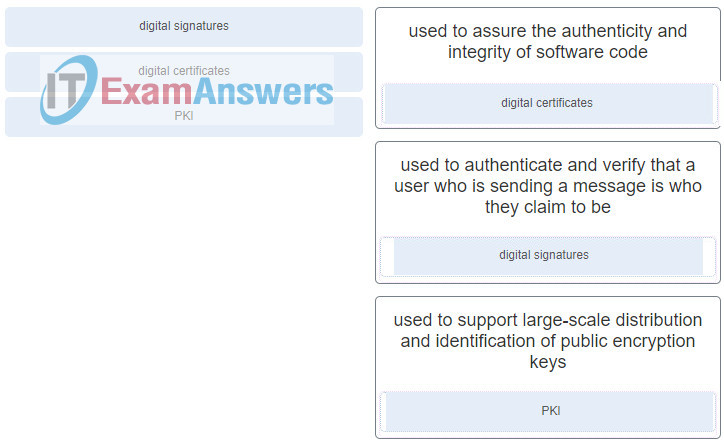 digital signatures
digital certificates
ITExamAnswers
PKI
used to assure the authenticity and
integrity of software code
digital certificates
used to authenticate and verify that a
user who is sending a message is who
they claim to be
digital signatures
used to support large-scale distribution
and identification of public encryption
keys
PKI